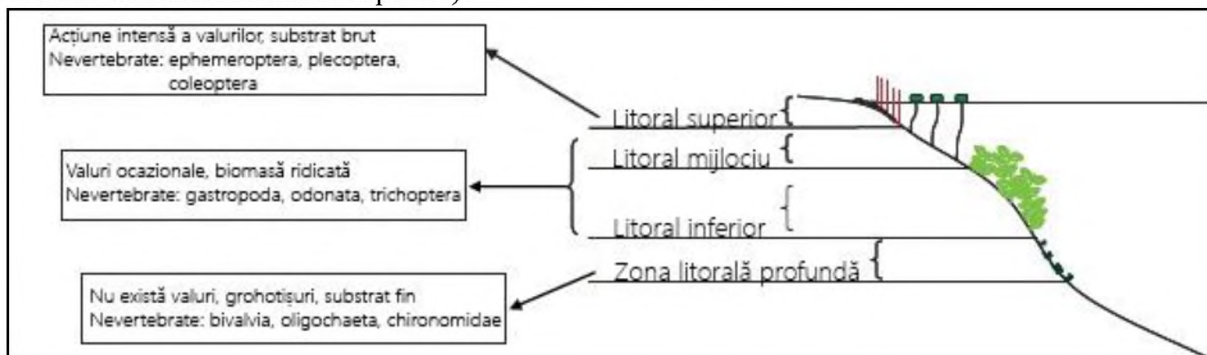 Acțiune intensă a valurilor, substrat brut
Nevertebrate: ephemeroptera, plecoptera,
coleoptera
Litoral superior
Litoral mijlociu
Valuri ocazionale, biomasă ridicată
Nevertebrate: gastropoda, odonata, trichoptera
Litoral inferior
Zona litorală profundă
Nu există valuri, grohotișuri, substrat fin
Nevertebrate: bivalvia, oligochaeta, chironomidae